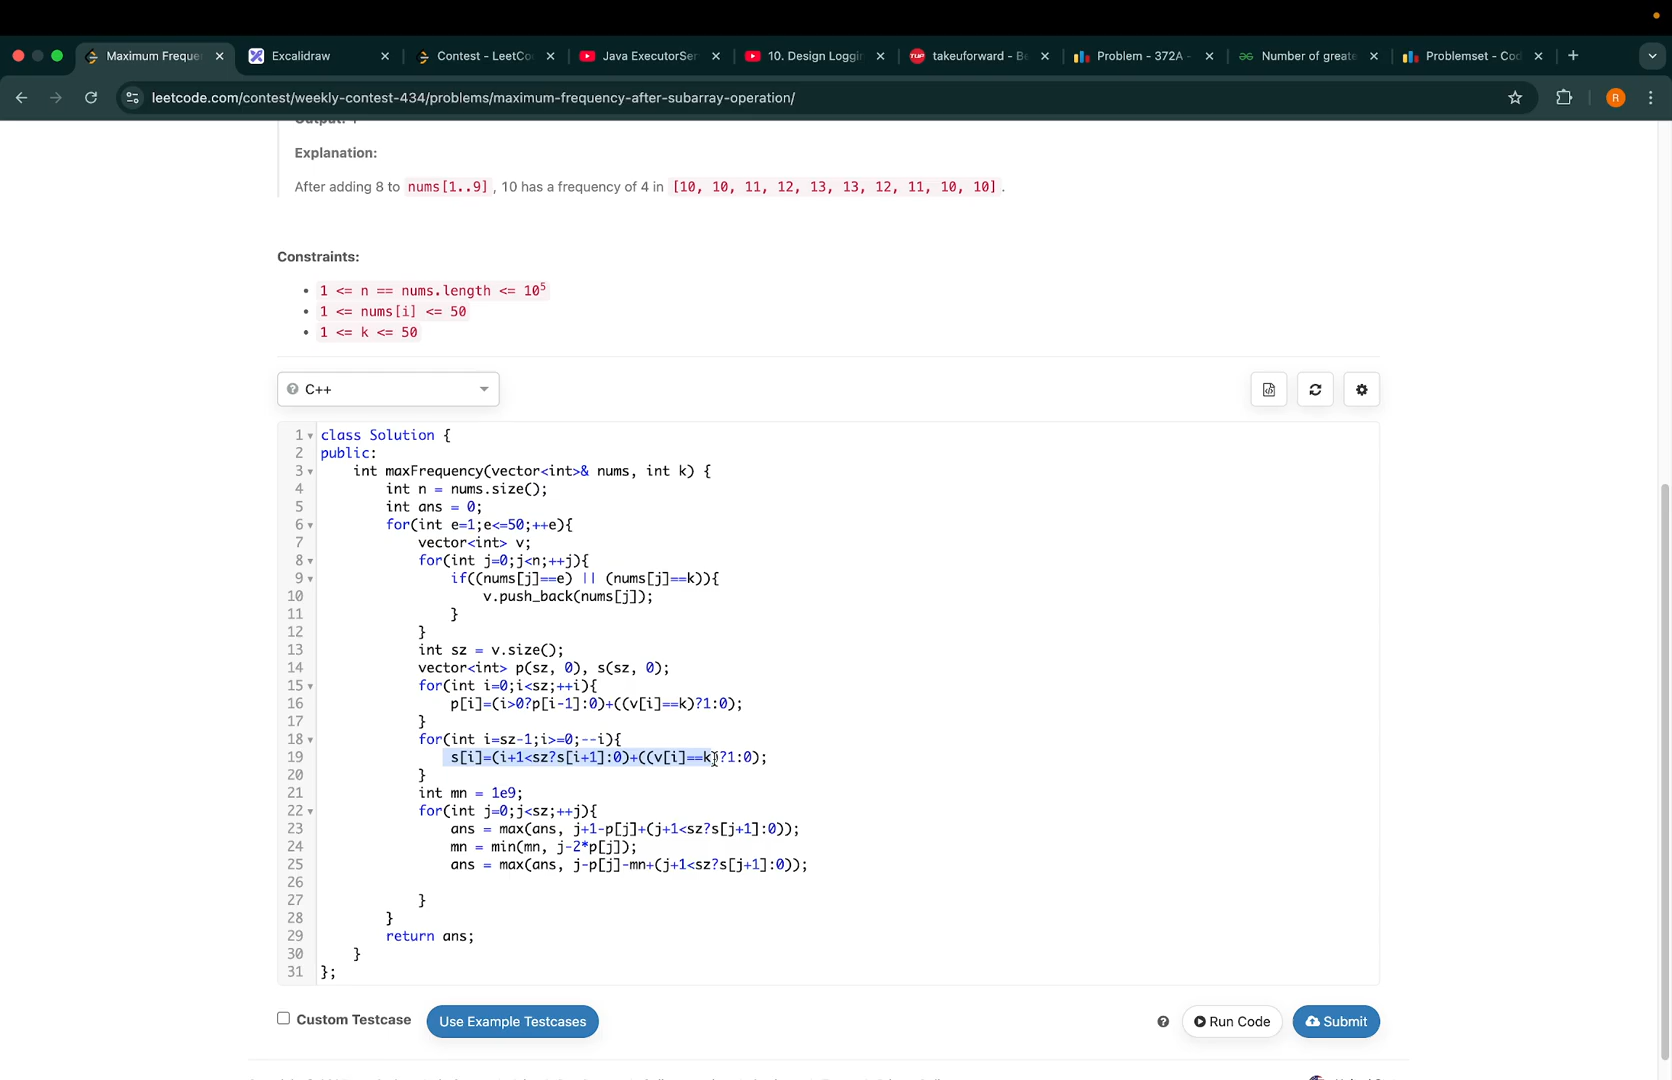 Maximum Freque
Excalidraw
Contest - LeetCo
Java ExecutorSer
10. Design Loggin
takeuforward - Be
Problem - 372A -
Number of greate
Problemset - Cod
leetcode.com/contest/weekly-contest-434/problems/maximum-frequency-after-subarray-operation/
R
Explanation:
After adding 8 to nums[1..9], 10 has a frequency of 4 in [10, 10, 11, 12, 13, 13, 12, 11, 10, 10].
Constraints:
1 <= n == nums.length <= 10⁵
1 <= nums[i] <= 50
1 <= k <= 50
C++
1 class Solution {
2 public:
3 int maxFrequency(vector<int>& nums, int k) {
4 int n = nums.size();
5 int ans = 0;
6 for(int e=1;e<=50;++e){
7 vector<int> v;
8 for(int j=0;j<n;++j){
9 if((nums[j]==e) || (nums[j]==k)){
10 v.push_back(nums[j]);
11 }
12 }
13 int sz = v.size();
14 vector<int> p(sz, 0), s(sz, 0);
15 for(int i=0;i<sz;++i){
16 p[i]=(i>0?p[i-1]:0)+((v[i]==k)?1:0);
17 }
18 for(int i=sz-1;i>=0;--i){
19 s[i]=(i+1<sz?s[i+1]:0)+((v[i]==k)?1:0);
20 }
21 int mn = 1e9;
22 for(int j=0;j<sz;++j){
23 ans = max(ans, j+1-p[j]+(j+1<sz?s[j+1]:0));
24 mn = min(mn, j-2*p[j]);
25 ans = max(ans, j-p[j]-mn+(j+1<sz?s[j+1]:0));
26
27 }
28 }
29 return ans;
30 }
31 };
Custom Testcase
Use Example Testcases
Run Code
Submit